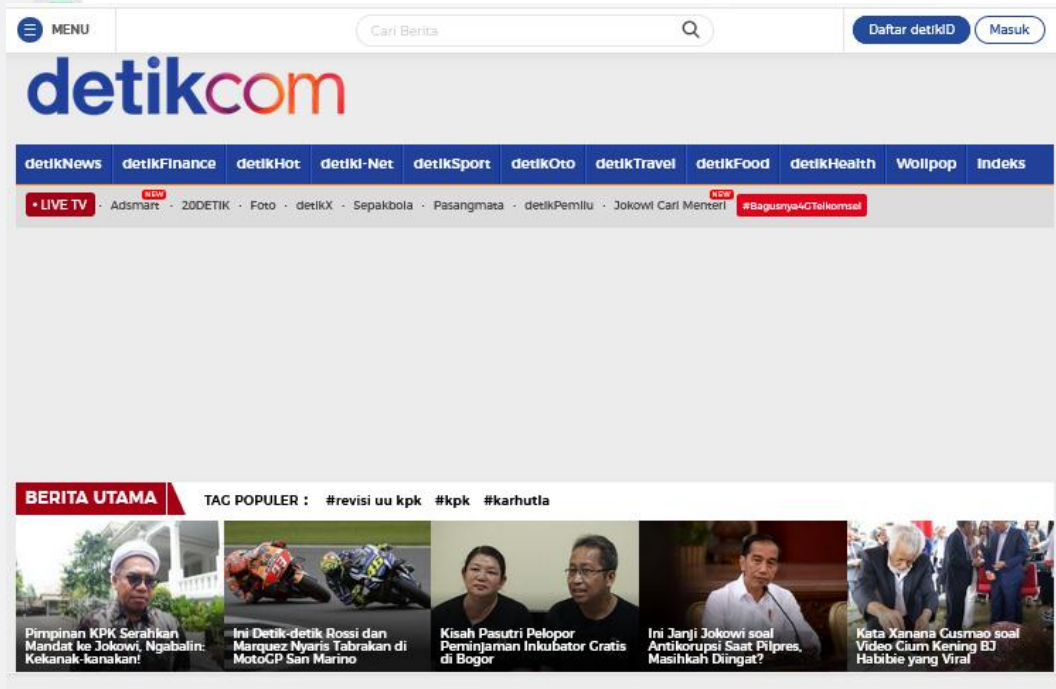 MENU
Cari Berita
Daftar detikID
Masuk
detikcom
detikNews detikFinance detikHot detikI-Net detikSport detikOto detikTravel detikFood detikHealth Wolipop Indeks
NEW NEW
• LIVE TV · Adsmart · 20DETIK · Foto · detikX · Sepakbola · Pasangmata · detikPemilu · Jokowi Cari Menteri #Bagusnya4GTelkomsel
BERITA UTAMA
TAG POPULER : #revisi uu kpk #kpk #karhutla
Pimpinan KPK Serahkan
Mandat ke Jokowi, Ngabalin:
Kekanak-kanakan!
Ini Detik-detik Rossi dan
Marquez Nyaris Tabrakan di
MotoGP San Marino
Kisah Pasutri Pelopor
Peminjaman Inkubator Gratis
di Bogor
Ini Janji Jokowi soal
Antikorupsi Saat Pilpres,
Masihkah Diingat?
Kata Xanana Gusmao soal
Video Cium Kening BJ
Habibie yang Viral